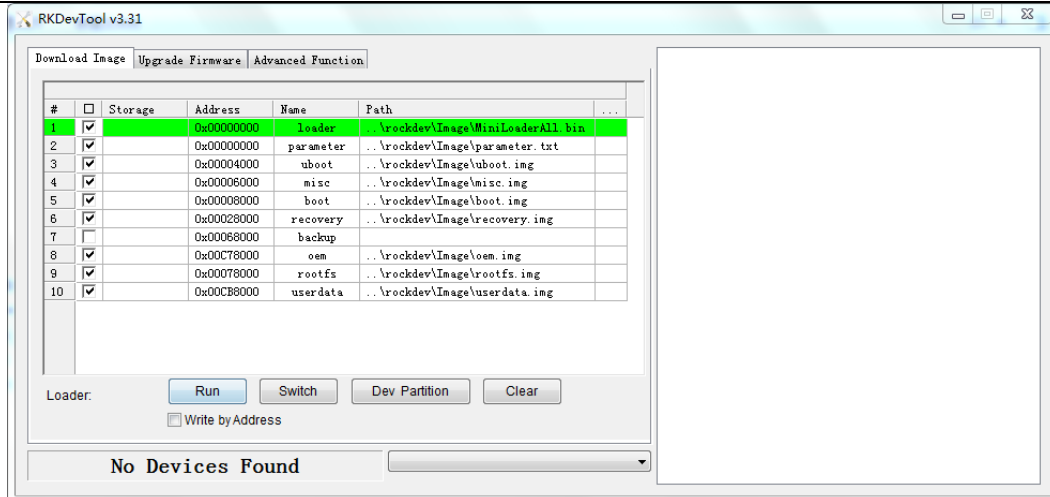 RKDevTool v3.31
Download Image Upgrade Firmware Advanced Function
# Storage Address Name Path ...
1 0x00000000 loader ..\rockdev\Image\MiniLoaderAll.bin
2 0x00000000 parameter ..\rockdev\Image\parameter.txt
3 0x00004000 uboot ..\rockdev\Image\uboot.img
4 0x00006000 misc ..\rockdev\Image\misc.img
5 0x00008000 boot ..\rockdev\Image\boot.img
6 0x00028000 recovery ..\rockdev\Image\recovery.img
7 0x00068000 backup
8 0x00C78000 oem ..\rockdev\Image\oem.img
9 0x00078000 rootfs ..\rockdev\Image\rootfs.img
10 0x00CB8000 userdata ..\rockdev\Image\userdata.img
Loader: Run Switch Dev Partition Clear
Write by Address
No Devices Found